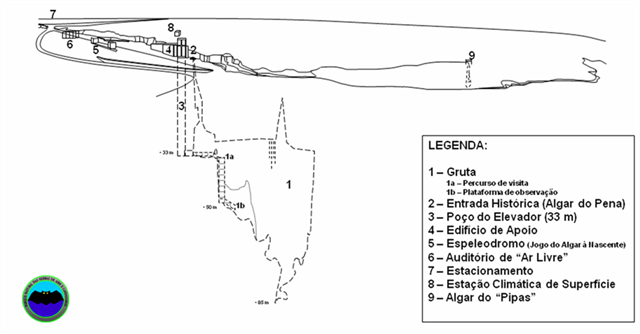 7
8
6
5
4
2
9
3
- 33 m
1a
1
- 50 m
1b
- 85 m
LEGENDA:
1 – Gruta
1a – Percurso de visita
1b – Plataforma de observação
2 – Entrada Histórica (Algar do Pena)
3 – Poço do Elevador (33 m)
4 – Edifício de Apoio
5 – Espeleodromo (Jogo do Algar à Nascente)
6 – Auditório de “Ar Livre”
7 – Estacionamento
8 – Estação Climática de Superfície
9 – Algar do “Pipas”